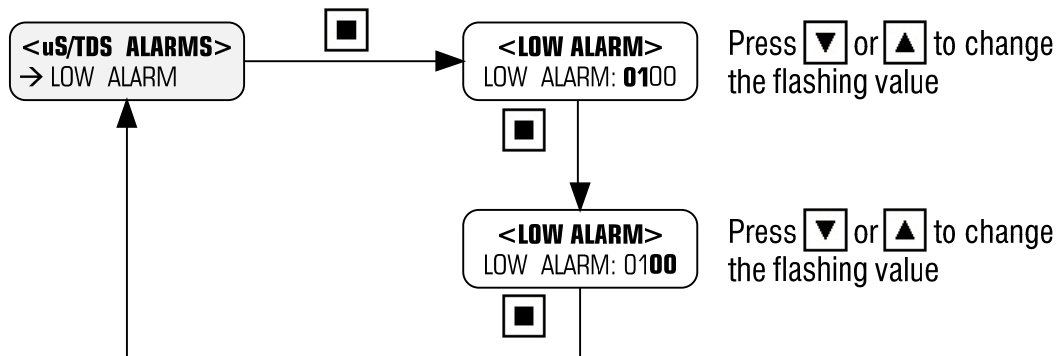 <uS/TDS ALARMS>
→ LOW ALARM
<LOW ALARM>
LOW ALARM: 0100
Press ▼ or ▲ to change
the flashing value
<LOW ALARM>
LOW ALARM: 0100
Press ▼ or ▲ to change
the flashing value